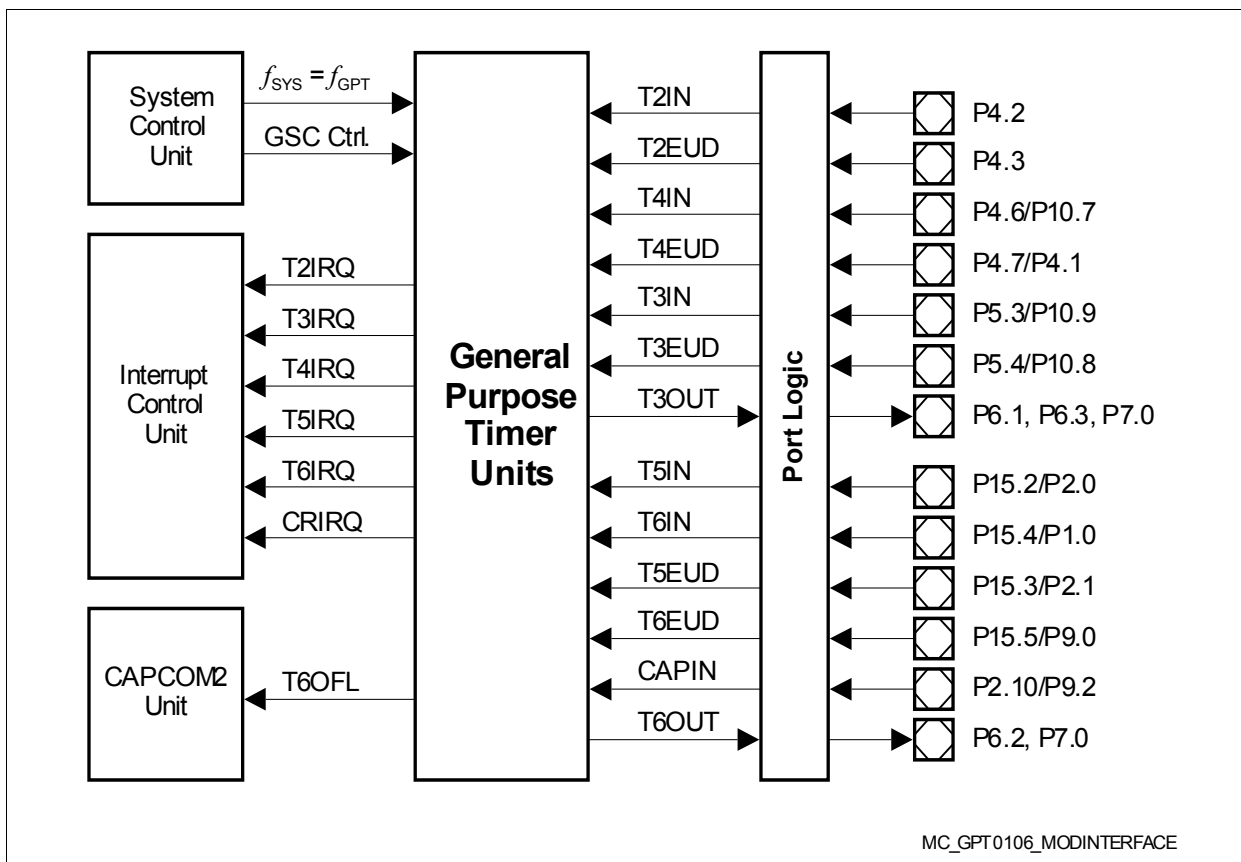 System
Control
Unit
fSYS = fGPT
GSC Ctrl.
Interrupt
Control
Unit
T2IRQ
T3IRQ
T4IRQ
T5IRQ
T6IRQ
CRIRQ
CAPCOM2
Unit
T6OFL
General
Purpose
Timer
Units
T2IN
T2EUD
T4IN
T4EUD
T3IN
T3EUD
T3OUT
T5IN
T6IN
T5EUD
T6EUD
CAPIN
T6OUT
Port Logic
P4.2
P4.3
P4.6/P10.7
P4.7/P4.1
P5.3/P10.9
P5.4/P10.8
P6.1, P6.3, P7.0
P15.2/P2.0
P15.4/P1.0
P15.3/P2.1
P15.5/P9.0
P2.10/P9.2
P6.2, P7.0
MC_GPT0106_MODINTERFACE